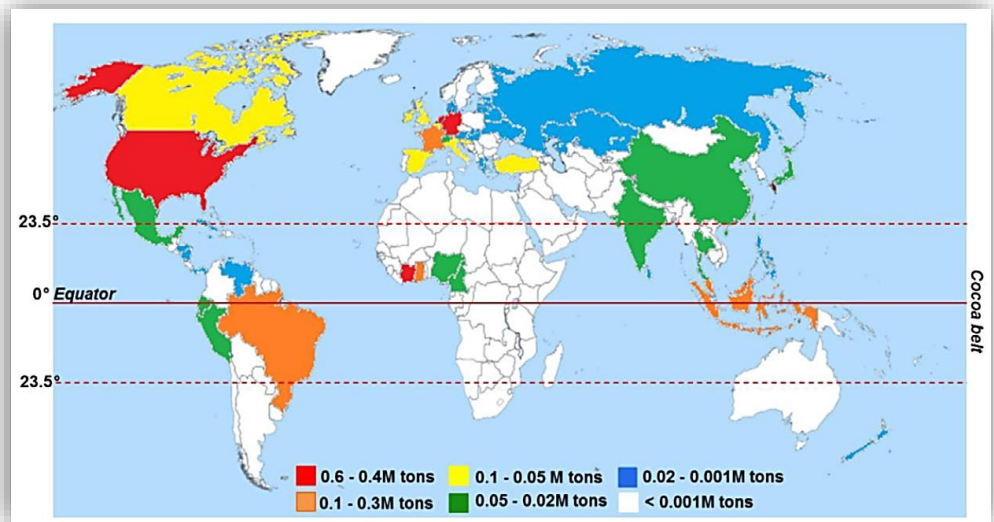 23.5°
0° Equator
23.5°
Cocoa belt
0.6 - 0.4M tons
0.1 - 0.05 M tons
0.02 - 0.001M tons
0.1 - 0.3M tons
0.05 - 0.02M tons
< 0.001M tons